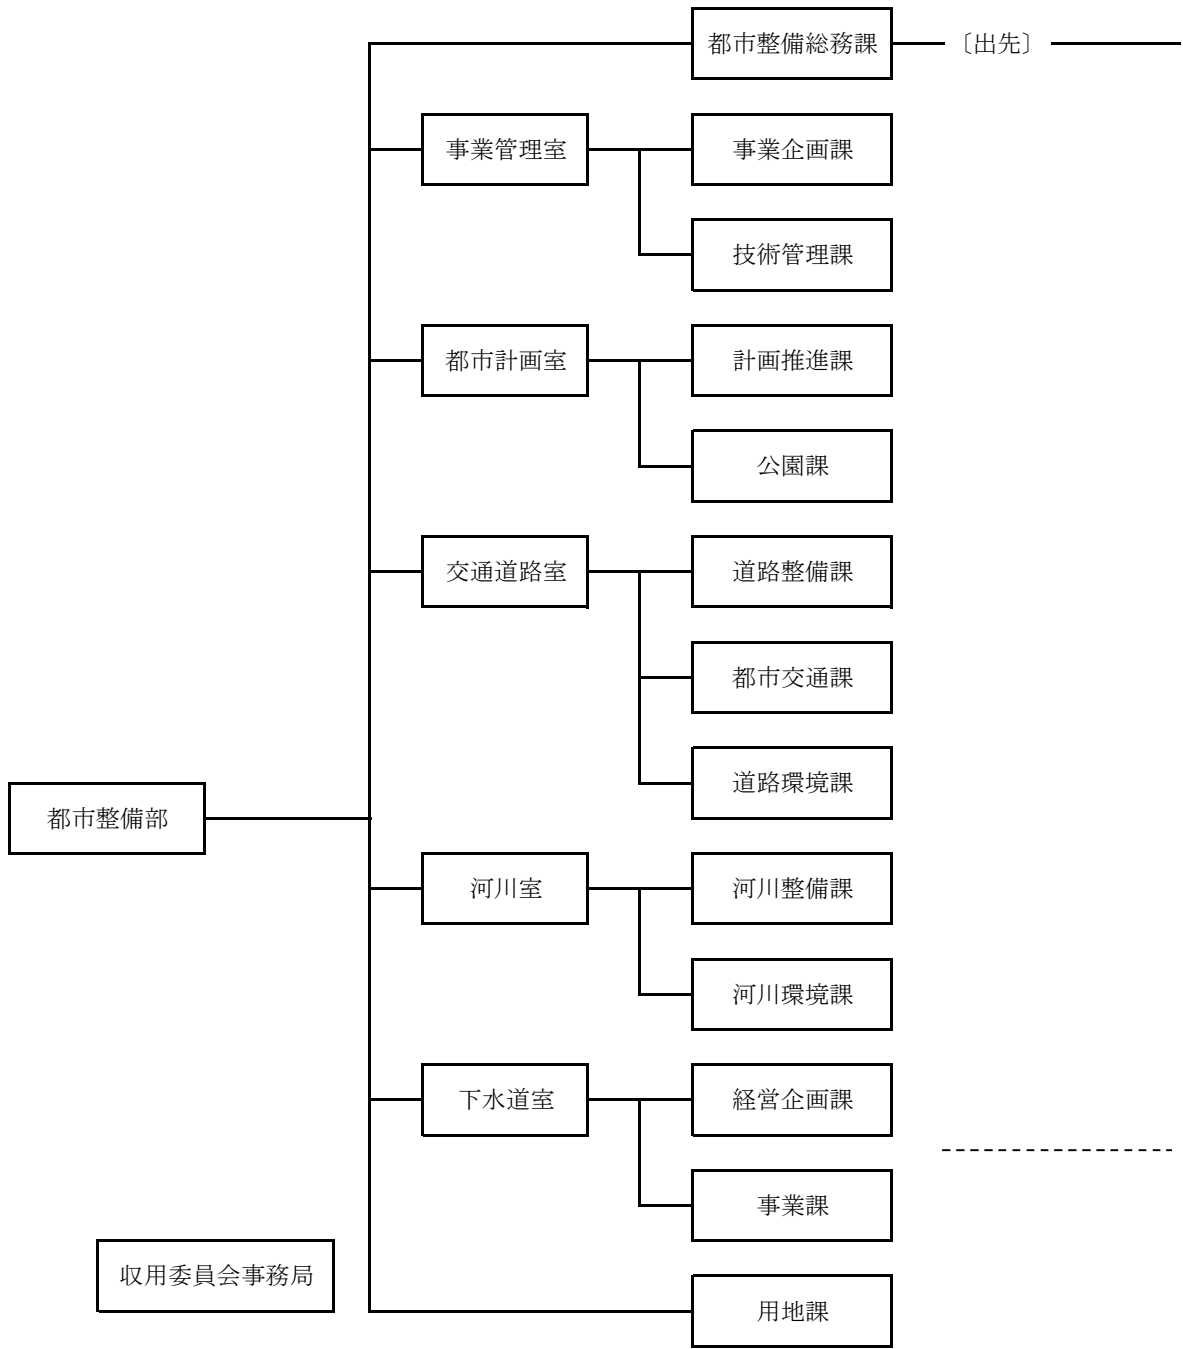 都市整備総務課
〔出先〕
事業管理室
事業企画課
技術管理課
都市計画室
計画推進課
公園課
交通道路室
道路整備課
都市交通課
道路環境課
都市整備部
河川室
河川整備課
河川環境課
下水道室
経営企画課
事業課
収用委員会事務局
用地課